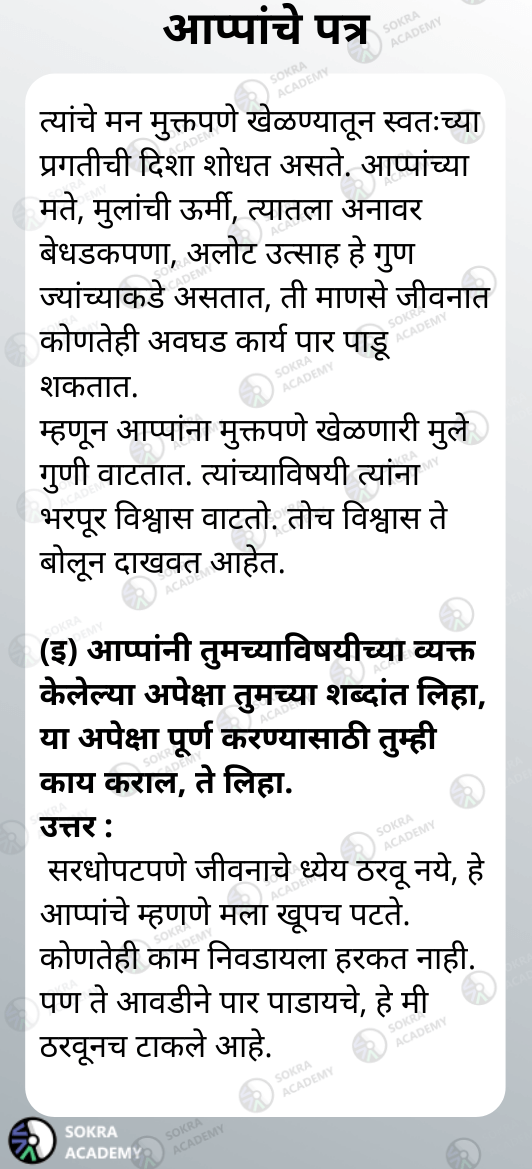 आप्पांचे पत्र
त्यांचे मन मुक्तपणे खेळण्यातून स्वतःच्या
प्रगतीची दिशा शोधत असते. आप्पांच्या
मते, मुलांची ऊर्मी, त्यातला अनावर
बेधडकपणा, अलोट उत्साह हे गुण
ज्यांच्याकडे असतात, ती माणसे जीवनात
कोणतेही अवघड कार्य पार पाडू
शकतात.
म्हणून आप्पांना मुक्तपणे खेळणारी मुले
गुणी वाटतात. त्यांच्याविषयी त्यांना
भरपूर विश्वास वाटतो. तोच विश्वास ते
बोलून दाखवत आहेत.
(इ) आप्पांनी तुमच्याविषयीच्या व्यक्त
केलेल्या अपेक्षा तुमच्या शब्दांत लिहा,
या अपेक्षा पूर्ण करण्यासाठी तुम्ही
काय कराल, ते लिहा.
उत्तर :
सरधोपटपणे जीवनाचे ध्येय ठरवू नये, हे
आप्पांचे म्हणणे मला खूपच पटते.
कोणतेही काम निवडायला हरकत नाही.
पण ते आवडीने पार पाडायचे, हे मी
ठरवूनच टाकले आहे.
SOKRA
ACADEMY